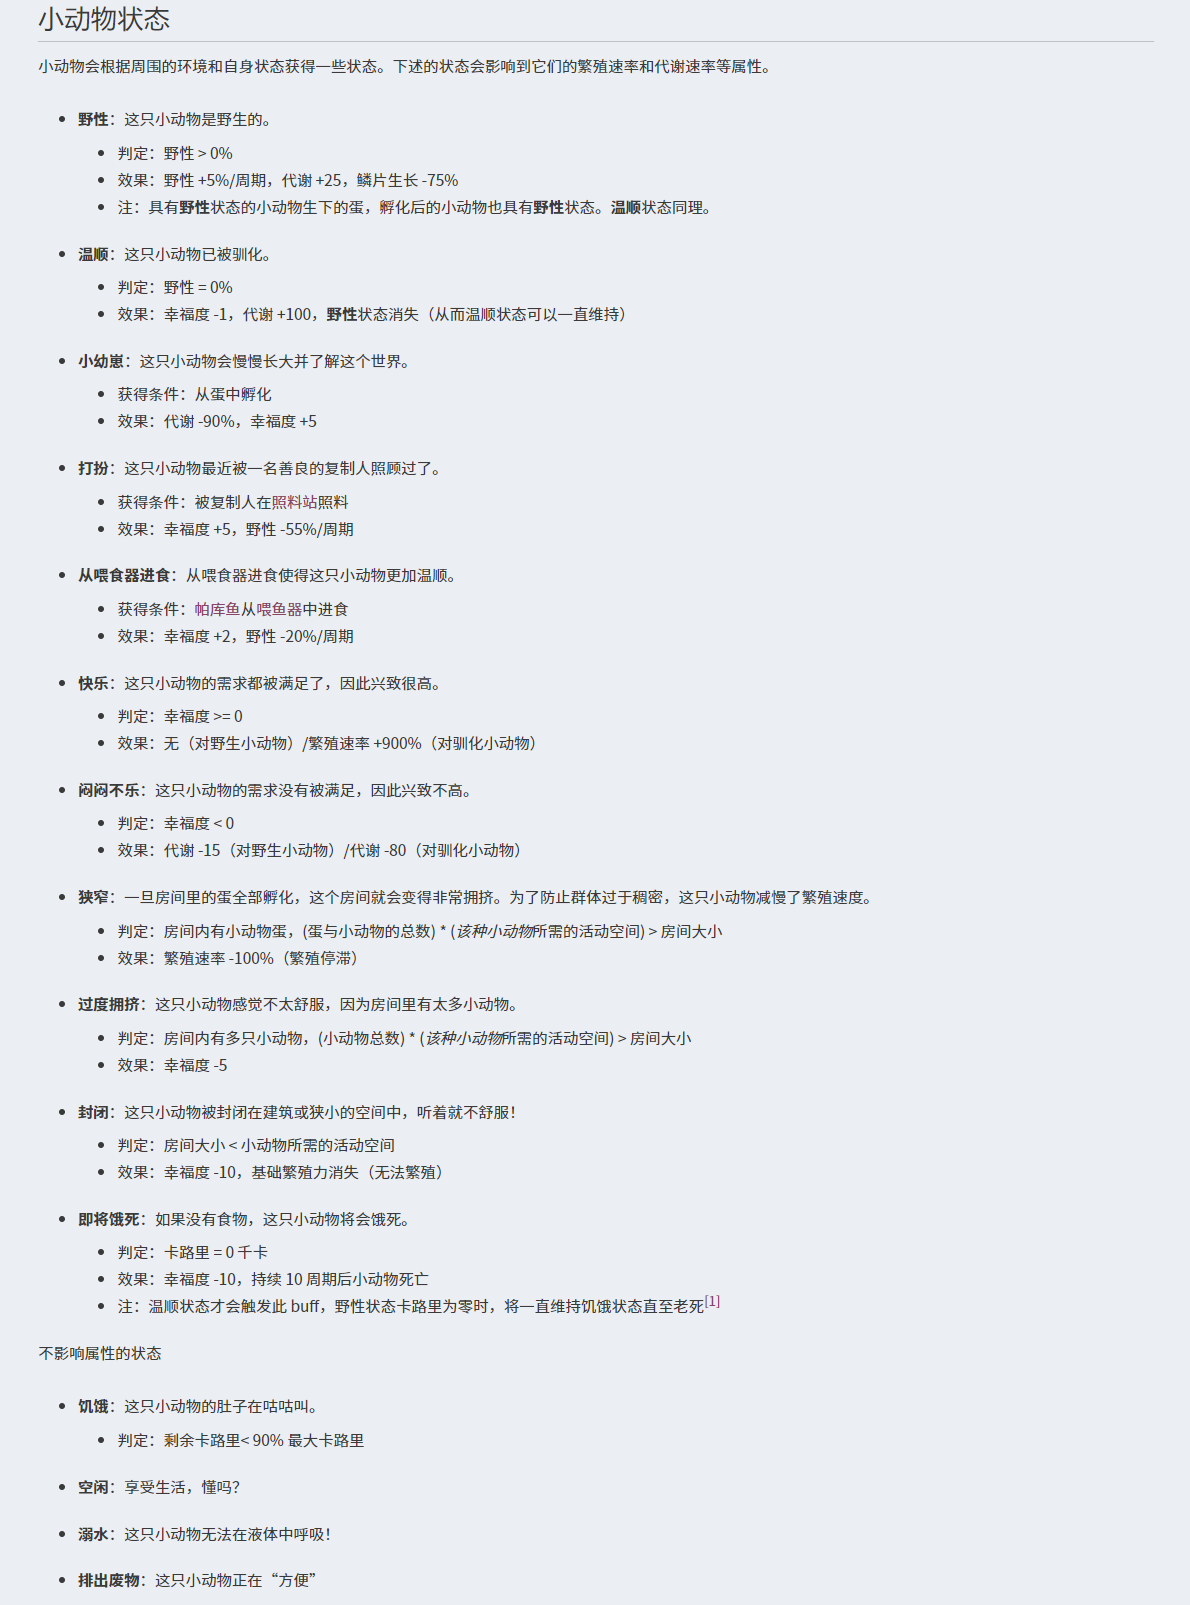 小动物状态
小动物会根据周围的环境和自身状态获得一些状态。下述的状态会影响到它们的繁殖速率和代谢速率等属性。
野性：这只小动物是野生的。
判定：野性 > 0%
效果：野性 +5%/周期，代谢 +25，鳞片生长 -75%
注：具有野性状态的小动物生下的蛋，孵化后的小动物也具有野性状态。温顺状态同理。
温顺：这只小动物已被驯化。
判定：野性 = 0%
效果：幸福度 -1，代谢 +100，野性状态消失（从而温顺状态可以一直维持）
小幼崽：这只小动物会慢慢长大并了解这个世界。
获得条件：从蛋中孵化
效果：代谢 -90%，幸福度 +5
打扮：这只小动物最近被一名善良的复制人照顾过了。
获得条件：被复制人在照料站照料
效果：幸福度 +5，野性 -55%/周期
从喂食器进食：从喂食器进食使得这只小动物更加温顺。
获得条件：帕库鱼从喂鱼器中进食
效果：幸福度 +2，野性 -20%/周期
快乐：这只小动物的需求都被满足了，因此兴致很高。
判定：幸福度 >= 0
效果：无（对野生小动物）/繁殖速率 +900%（对驯化小动物）
闷闷不乐：这只小动物的需求没有被满足，因此兴致不高。
判定：幸福度 < 0
效果：代谢 -15（对野生小动物）/代谢 -80（对驯化小动物）
狭窄：一旦房间里的蛋全部孵化，这个房间就会变得非常拥挤。为了防止群体过于稠密，这只小动物减慢了繁殖速度。
判定：房间内有小动物蛋，(蛋与小动物的总数) * (该种小动物所需的活动空间) > 房间大小
效果：繁殖速率 -100%（繁殖停滞）
过度拥挤：这只小动物感觉不太舒服，因为房间里有太多小动物。
判定：房间内有多只小动物，(小动物总数) * (该种小动物所需的活动空间) > 房间大小
效果：幸福度 -5
封闭：这只小动物被封闭在建筑或狭小的空间中，听着就不舒服！
判定：房间大小 < 小动物所需的活动空间
效果：幸福度 -10，基础繁殖力消失（无法繁殖）
即将饿死：如果没有食物，这只小动物将会饿死。
判定：卡路里 = 0 千卡
效果：幸福度 -10，持续 10 周期后小动物死亡
注：温顺状态才会触发此 buff，野性状态卡路里为零时，将一直维持饥饿状态直至老死[1]
不影响属性的状态
饥饿：这只小动物的肚子在咕咕叫。
判定：剩余卡路里< 90% 最大卡路里
空闲：享受生活，懂吗？
溺水：这只小动物无法在液体中呼吸！
排出废物：这只小动物正在“方便”